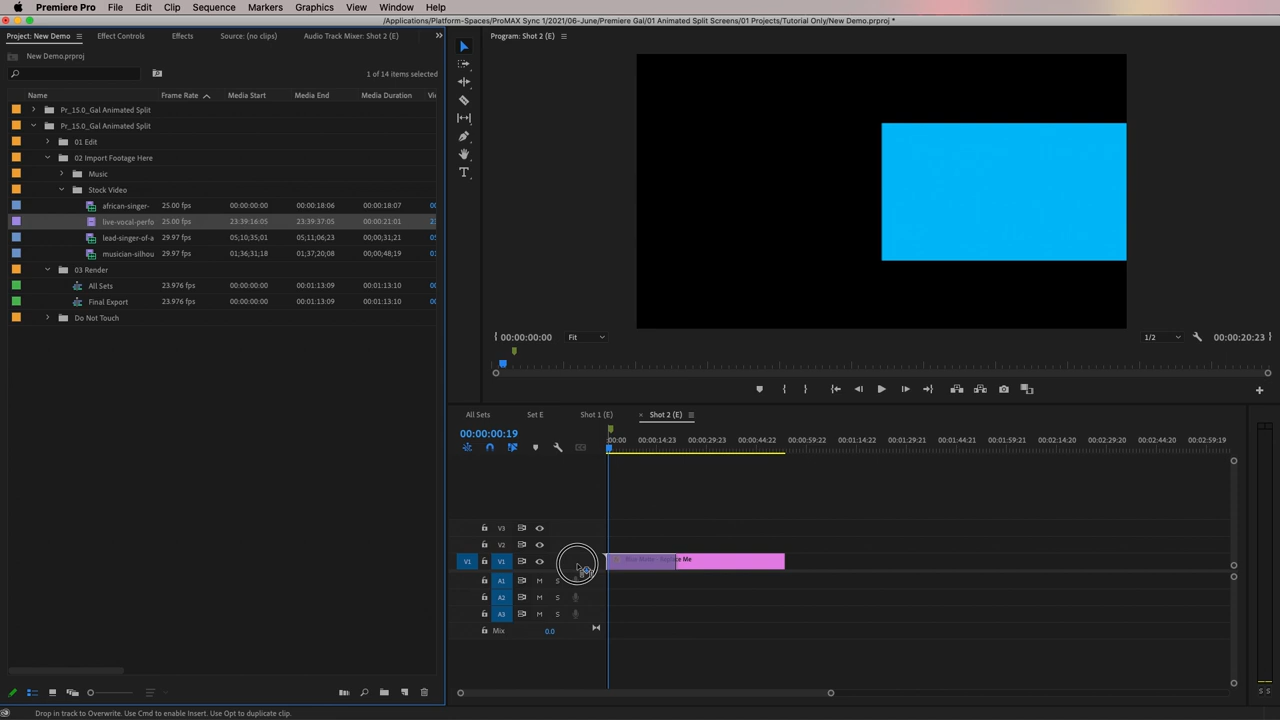 Premiere Pro File Edit Clip Sequence Markers Graphics View Window Help
/Applications/Platform-Spaces/ProMAX Sync 1/2021/06-June/Premiere Gal/01 Animated Split Screens/01 Projects/Tutorial Only/New Demo.prproj *
Project: New Demo Effect Controls Effects Source: (no clips) Audio Track Mixer: Shot 2 (E)
Program: Shot 2 (E)
New Demo.prproj
1 of 14 items selected
Name Frame Rate Media Start Media End Media Duration
Pr_15.0_Gal Animated Split
Pr_15.0_Gal Animated Split
01 Edit
02 Import Footage Here
Music
Stock Video
african-singer- 25.00 fps 00:00:00:00 00:00:18:06 00:00:18:07 00
live-vocal-perfo 25.00 fps 23:39:16:05 23:39:37:05 00:00:21:01 23
lead-singer-of-a 29.97 fps 05;10;35;01 05;11;06;23 00;00;31;21 05
musician-silhou 29.97 fps 01;36;31;18 01;37;20;08 00;00;48;19 01
03 Render
All Sets 23.976 fps 00:00:00:00 00:01:13:09 00:01:13:10 00
Final Export 23.976 fps 00:00:00:00 00:01:13:09 00:01:13:10 00
Do Not Touch
00:00:00:00 Fit 1/2 00:00:20:23
All Sets Set E Shot 1 (E) × Shot 2 (E)
00:00:00:19
:00:00 00:00:14:23 00:00:29:23 00:00:44:22 00:00:59:22 00:01:14:22 00:01:29:21 00:01:44:21 00:01:59:21 00:02:14:20 00:02:29:20 00:02:44:20 00:02:59:19
V3
V2
V1 V1 Replace Me
A1 M S
A2 M S
A3 M S
Mix 0.0
S S
Drop in track to Overwrite. Use Cmd to enable Insert. Use Opt to duplicate clip.